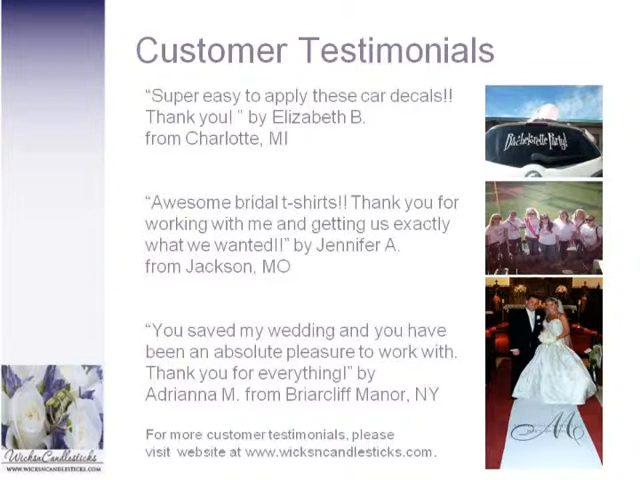 Customer Testimonials
“Super easy to apply these car decals!!
Thank you! ” by Elizabeth B.
from Charlotte, MI
Bachelorette Party!
“Awesome bridal t-shirts!! Thank you for
working with me and getting us exactly
what we wanted!!” by Jennifer A.
from Jackson, MO
“You saved my wedding and you have
been an absolute pleasure to work with.
Thank you for everything!” by
Adrianna M. from Briarcliff Manor, NY
M
For more customer testimonials, please
visit website at www.wicksncandlesticks.com.
WicksnCandlesticks
WWW.WICKSNCANDLESTICKS.COM